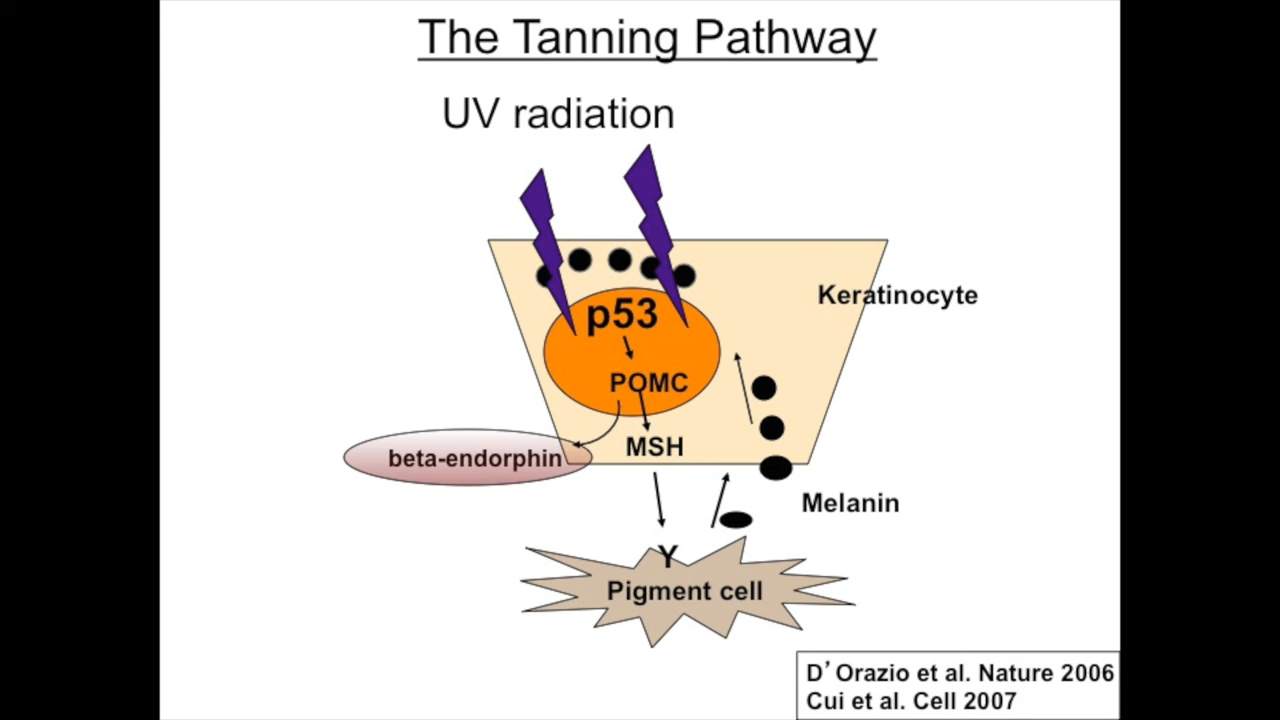 The Tanning Pathway
UV radiation
Keratinocyte
p53
POMC
MSH
beta-endorphin
Melanin
Y
Pigment cell
D’Orazio et al. Nature 2006
Cui et al. Cell 2007